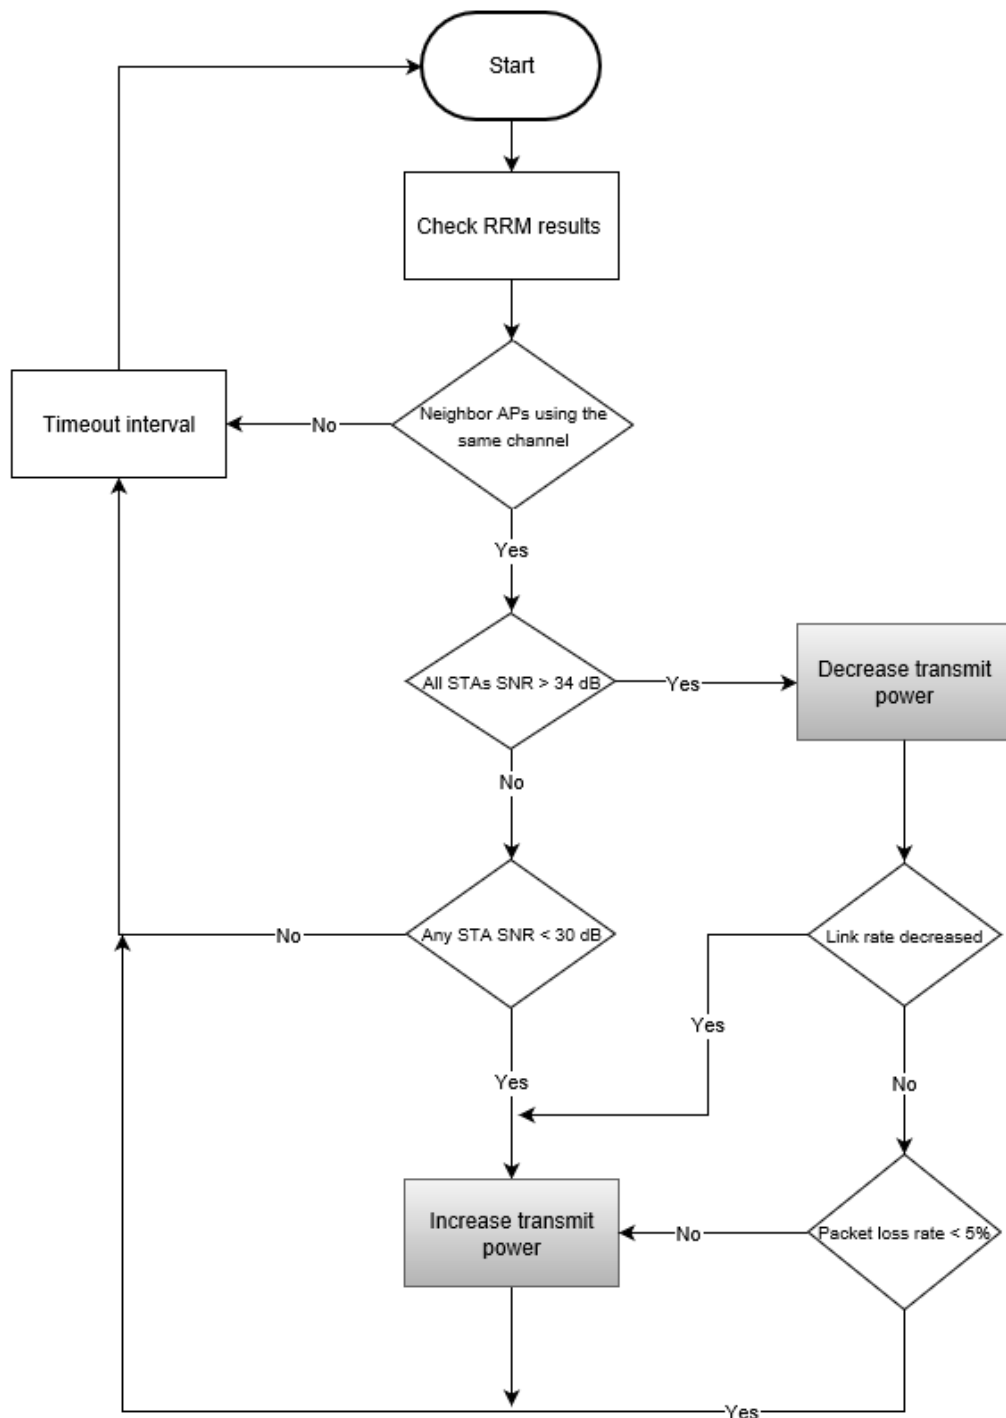 Start
Check RRM results
Timeout interval
No
Neighbor APs using the
same channel
Yes
All STAs SNR > 34 dB
Yes
Decrease transmit
power
No
No
Any STA SNR < 30 dB
Link rate decreased
Yes
Yes
No
Increase transmit
power
No
Packet loss rate < 5%
Yes